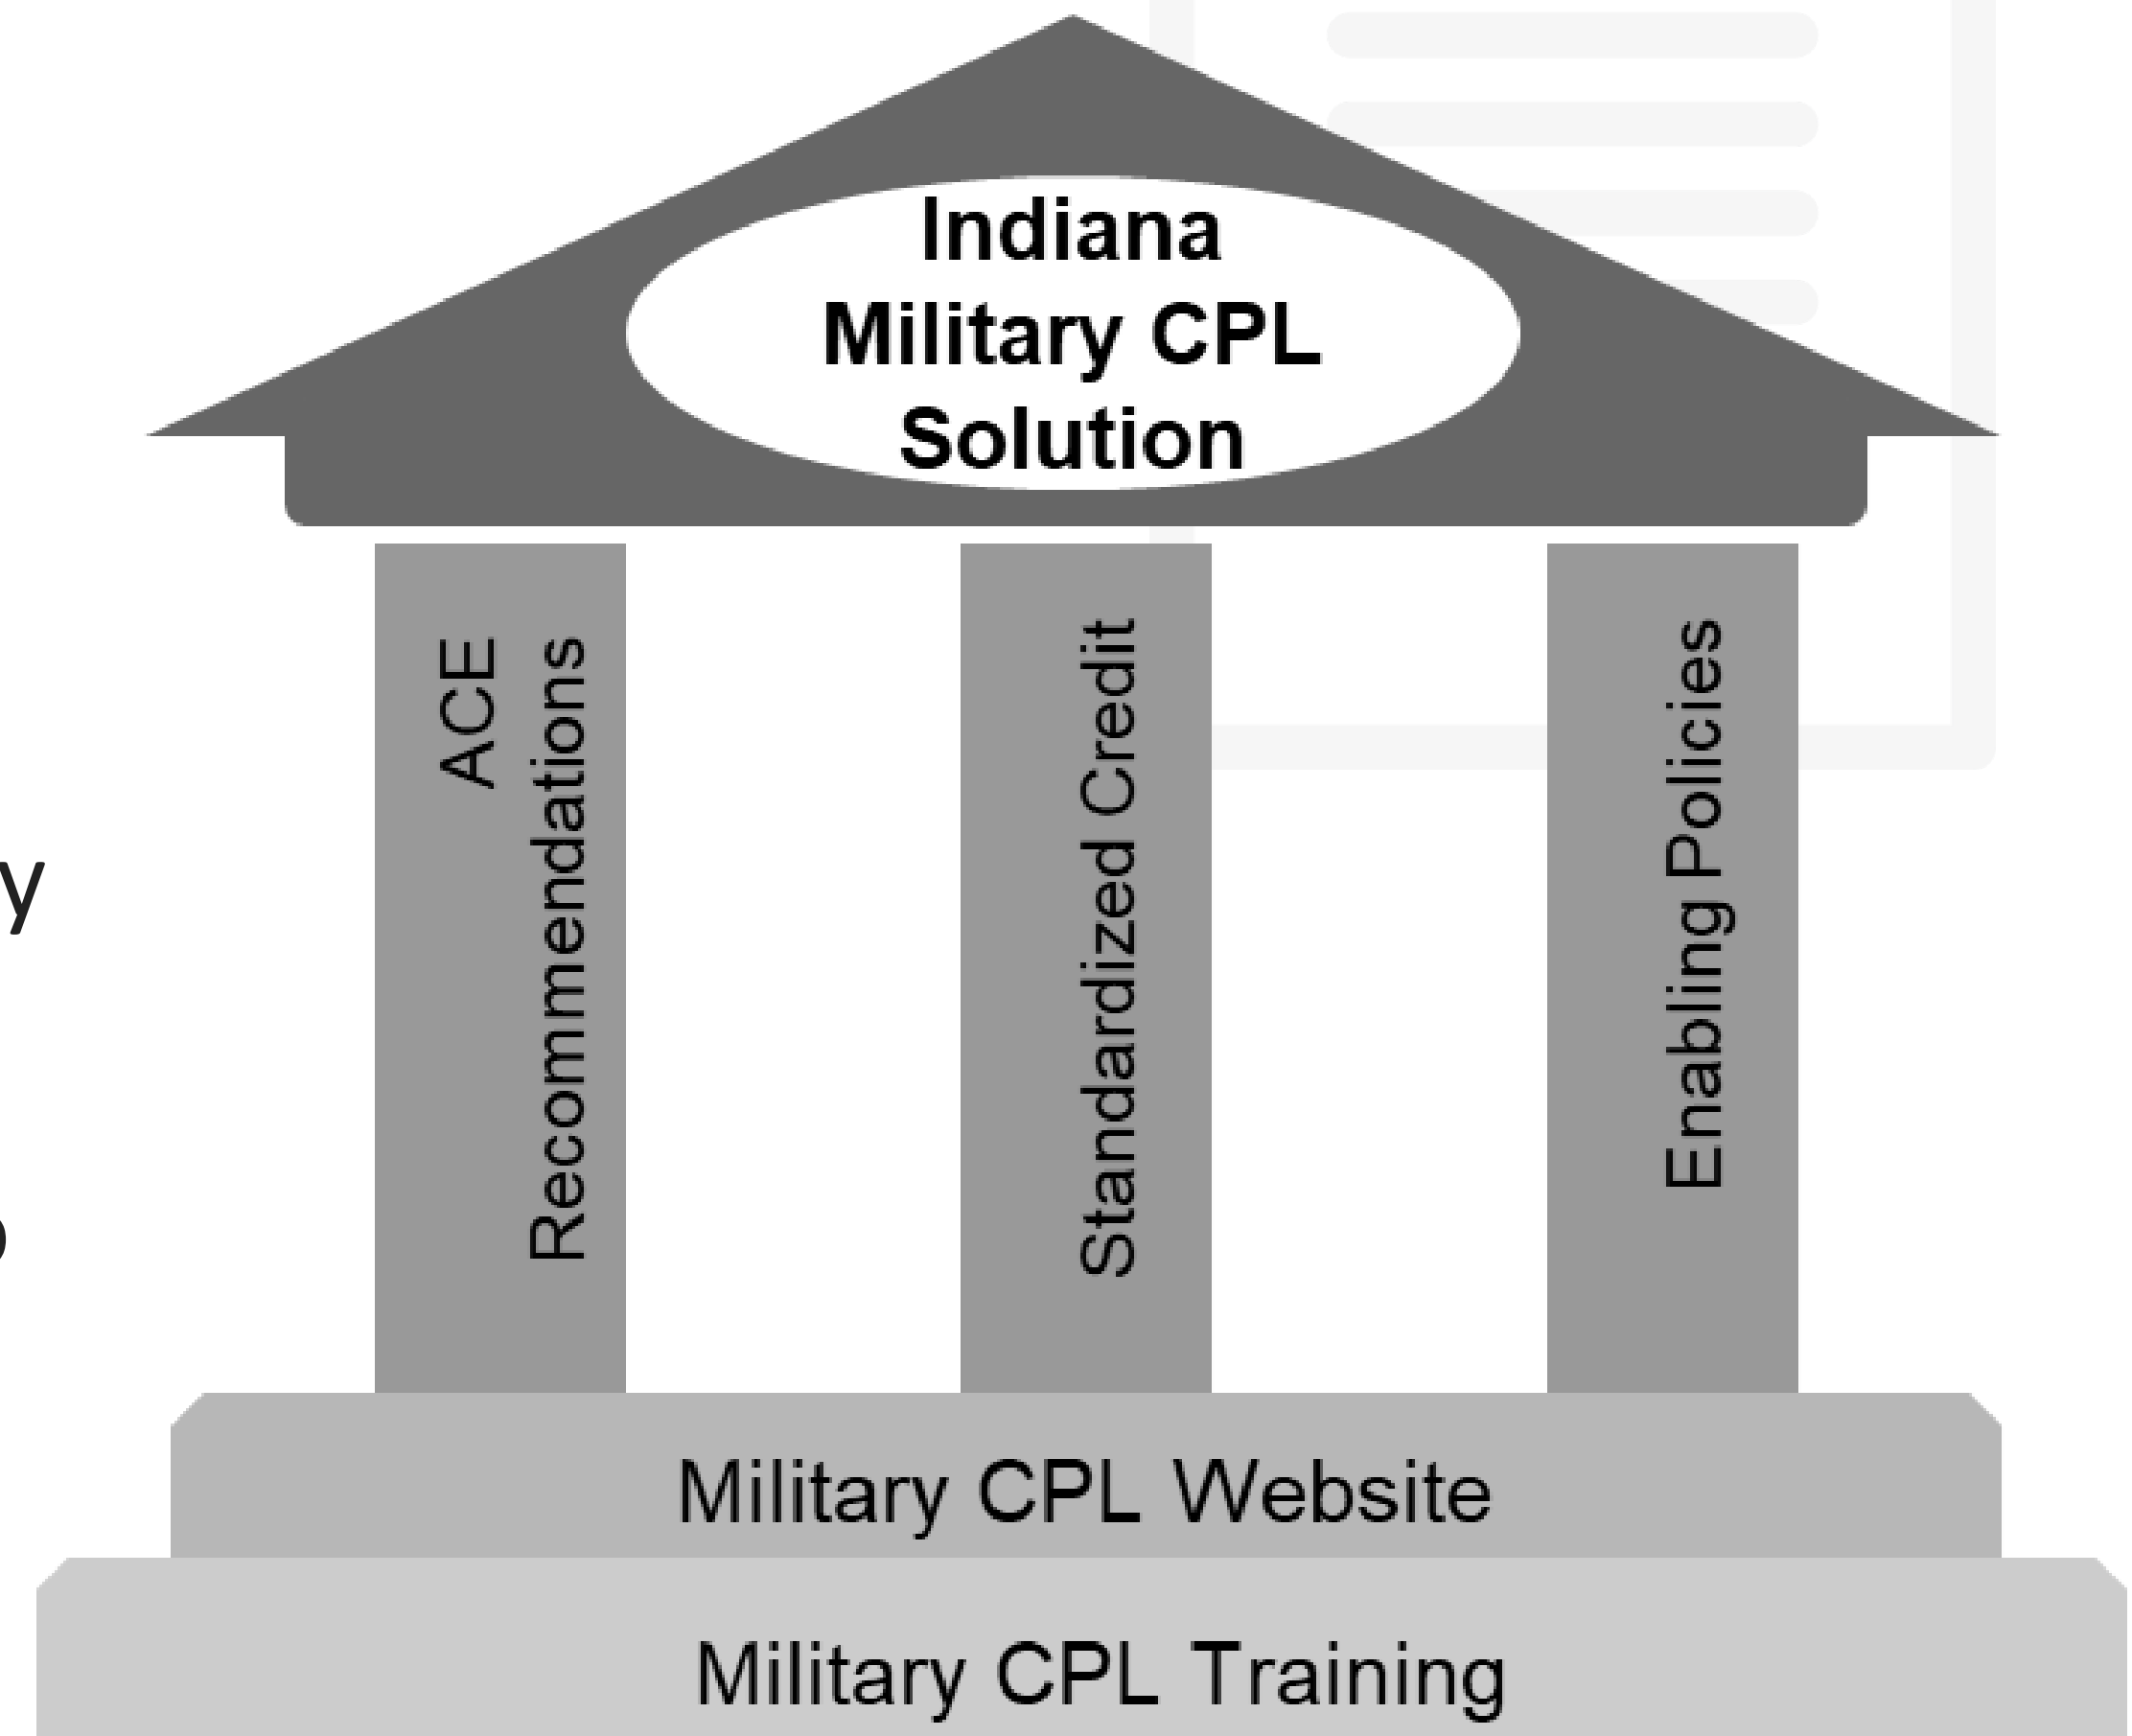 Indiana
Military CPL
Solution
ACE
Recommendations
Standardized Credit
Enabling Policies
y
Military CPL Website
Military CPL Training